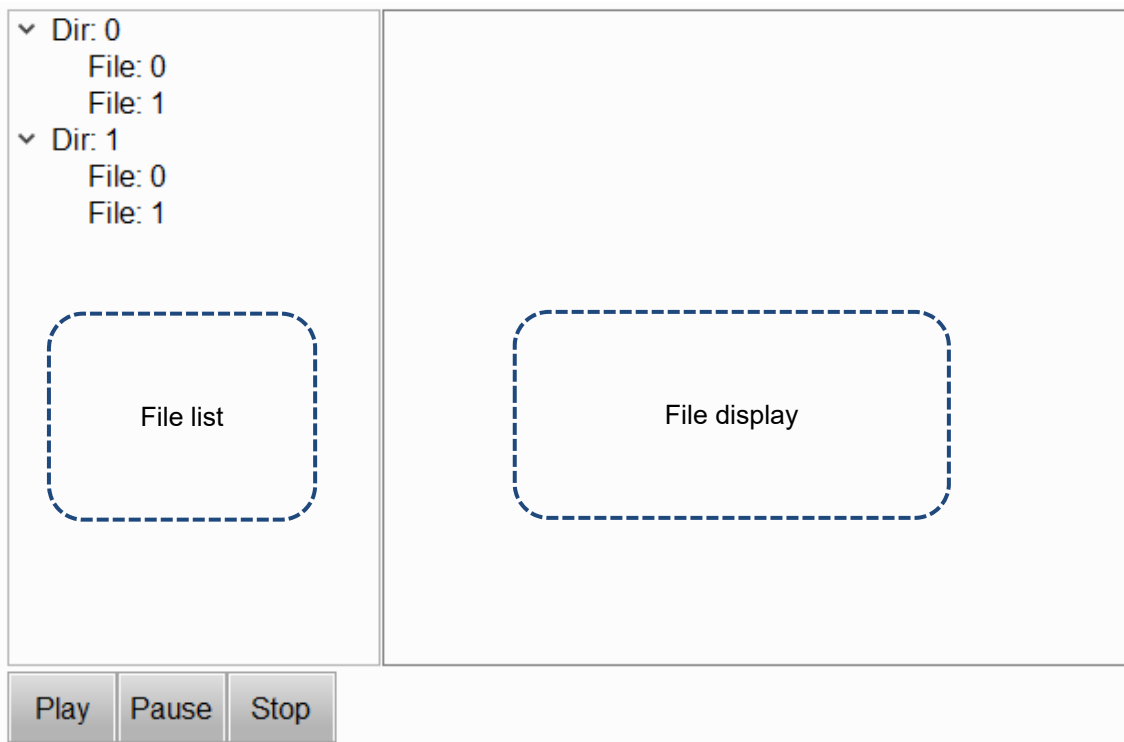 Dir: 0
File: 0
File: 1
Dir: 1
File: 0
File: 1
File list
File display
Play Pause Stop